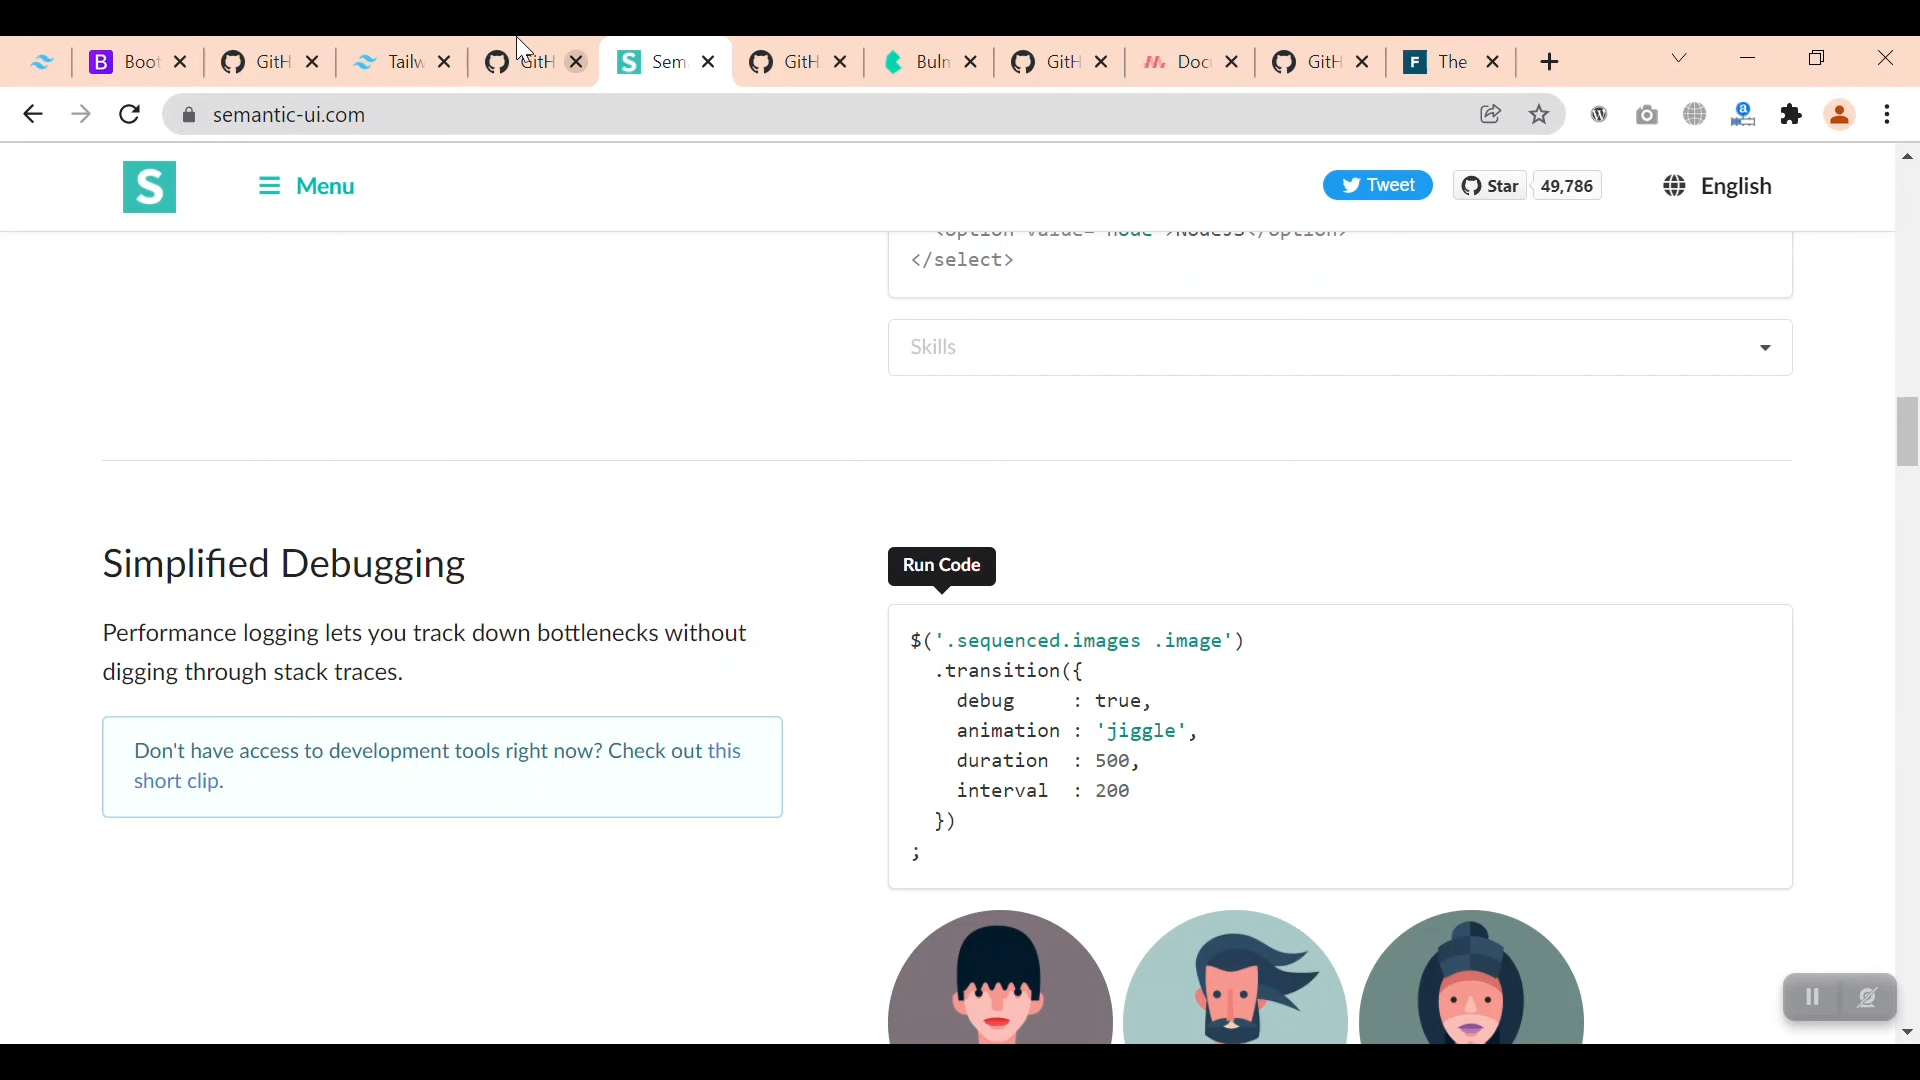 B Boot GitH Tailw GitH S Sem GitH Buln GitH Doc GitH F The
semantic-ui.com
S Menu Tweet Star 49,786 English
</select>
Skills
Simplified Debugging
Performance logging lets you track down bottlenecks without
digging through stack traces.
Don't have access to development tools right now? Check out this
short clip.
Run Code
$('.sequenced.images .image')
.transition({
debug : true,
animation : 'jiggle',
duration : 500,
interval : 200
})
;